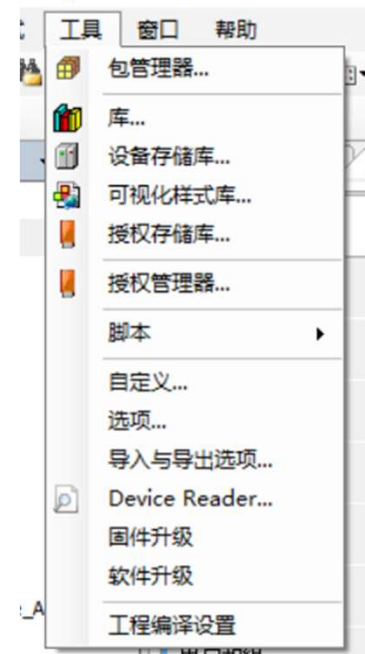 工具 窗口 帮助
包管理器...
库...
设备存储库...
可视化样式库...
授权存储库...
授权管理器...
脚本
自定义...
选项...
导入与导出选项...
Device Reader...
固件升级
软件升级
_A
工程编译设置